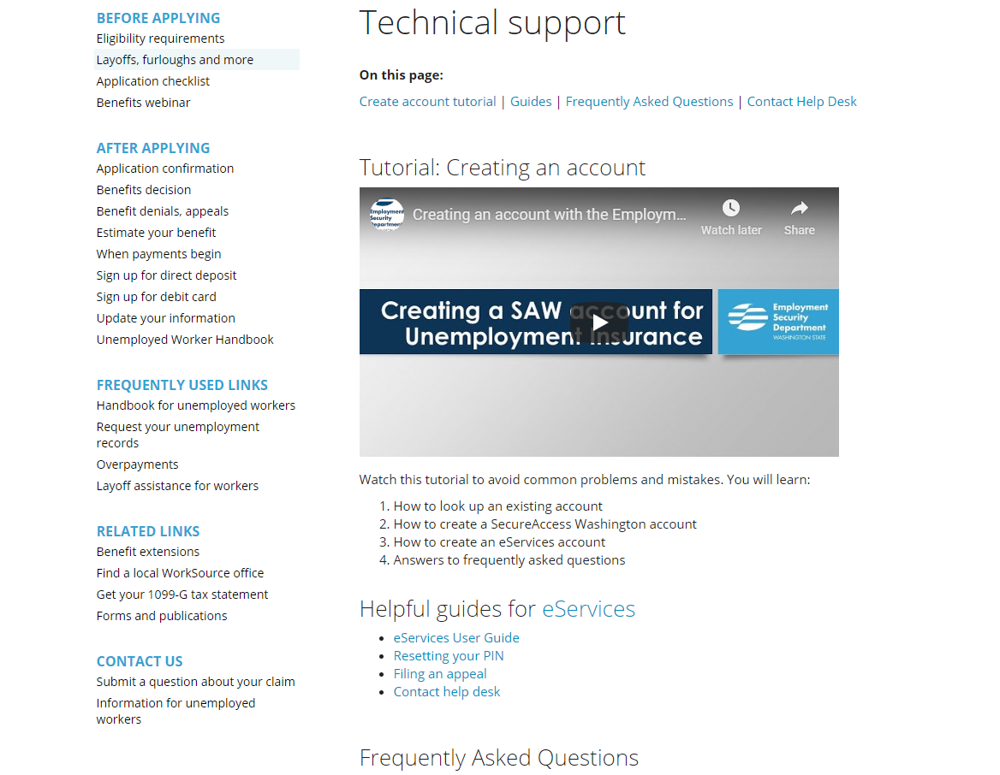 BEFORE APPLYING
Eligibility requirements
Layoffs, furloughs and more
Application checklist
Benefits webinar
AFTER APPLYING
Application confirmation
Benefits decision
Benefit denials, appeals
Estimate your benefit
When payments begin
Sign up for direct deposit
Sign up for debit card
Update your information
Unemployed Worker Handbook
FREQUENTLY USED LINKS
Handbook for unemployed workers
Request your unemployment
records
Overpayments
Layoff assistance for workers
RELATED LINKS
Benefit extensions
Find a local WorkSource office
Get your 1099-G tax statement
Forms and publications
CONTACT US
Submit a question about your claim
Information for unemployed
workers
Technical support
On this page:
Create account tutorial | Guides | Frequently Asked Questions | Contact Help Desk
Tutorial: Creating an account
Employment
Security
Department
Creating an account with the Employm...
Watch later
Share
Creating a SAW account for
Unemployment Insurance
Employment
Security
Department
WASHINGTON STATE
Watch this tutorial to avoid common problems and mistakes. You will learn:
1. How to look up an existing account
2. How to create a SecureAccess Washington account
3. How to create an eServices account
4. Answers to frequently asked questions
Helpful guides for eServices
• eServices User Guide
• Resetting your PIN
• Filing an appeal
• Contact help desk
Frequently Asked Questions